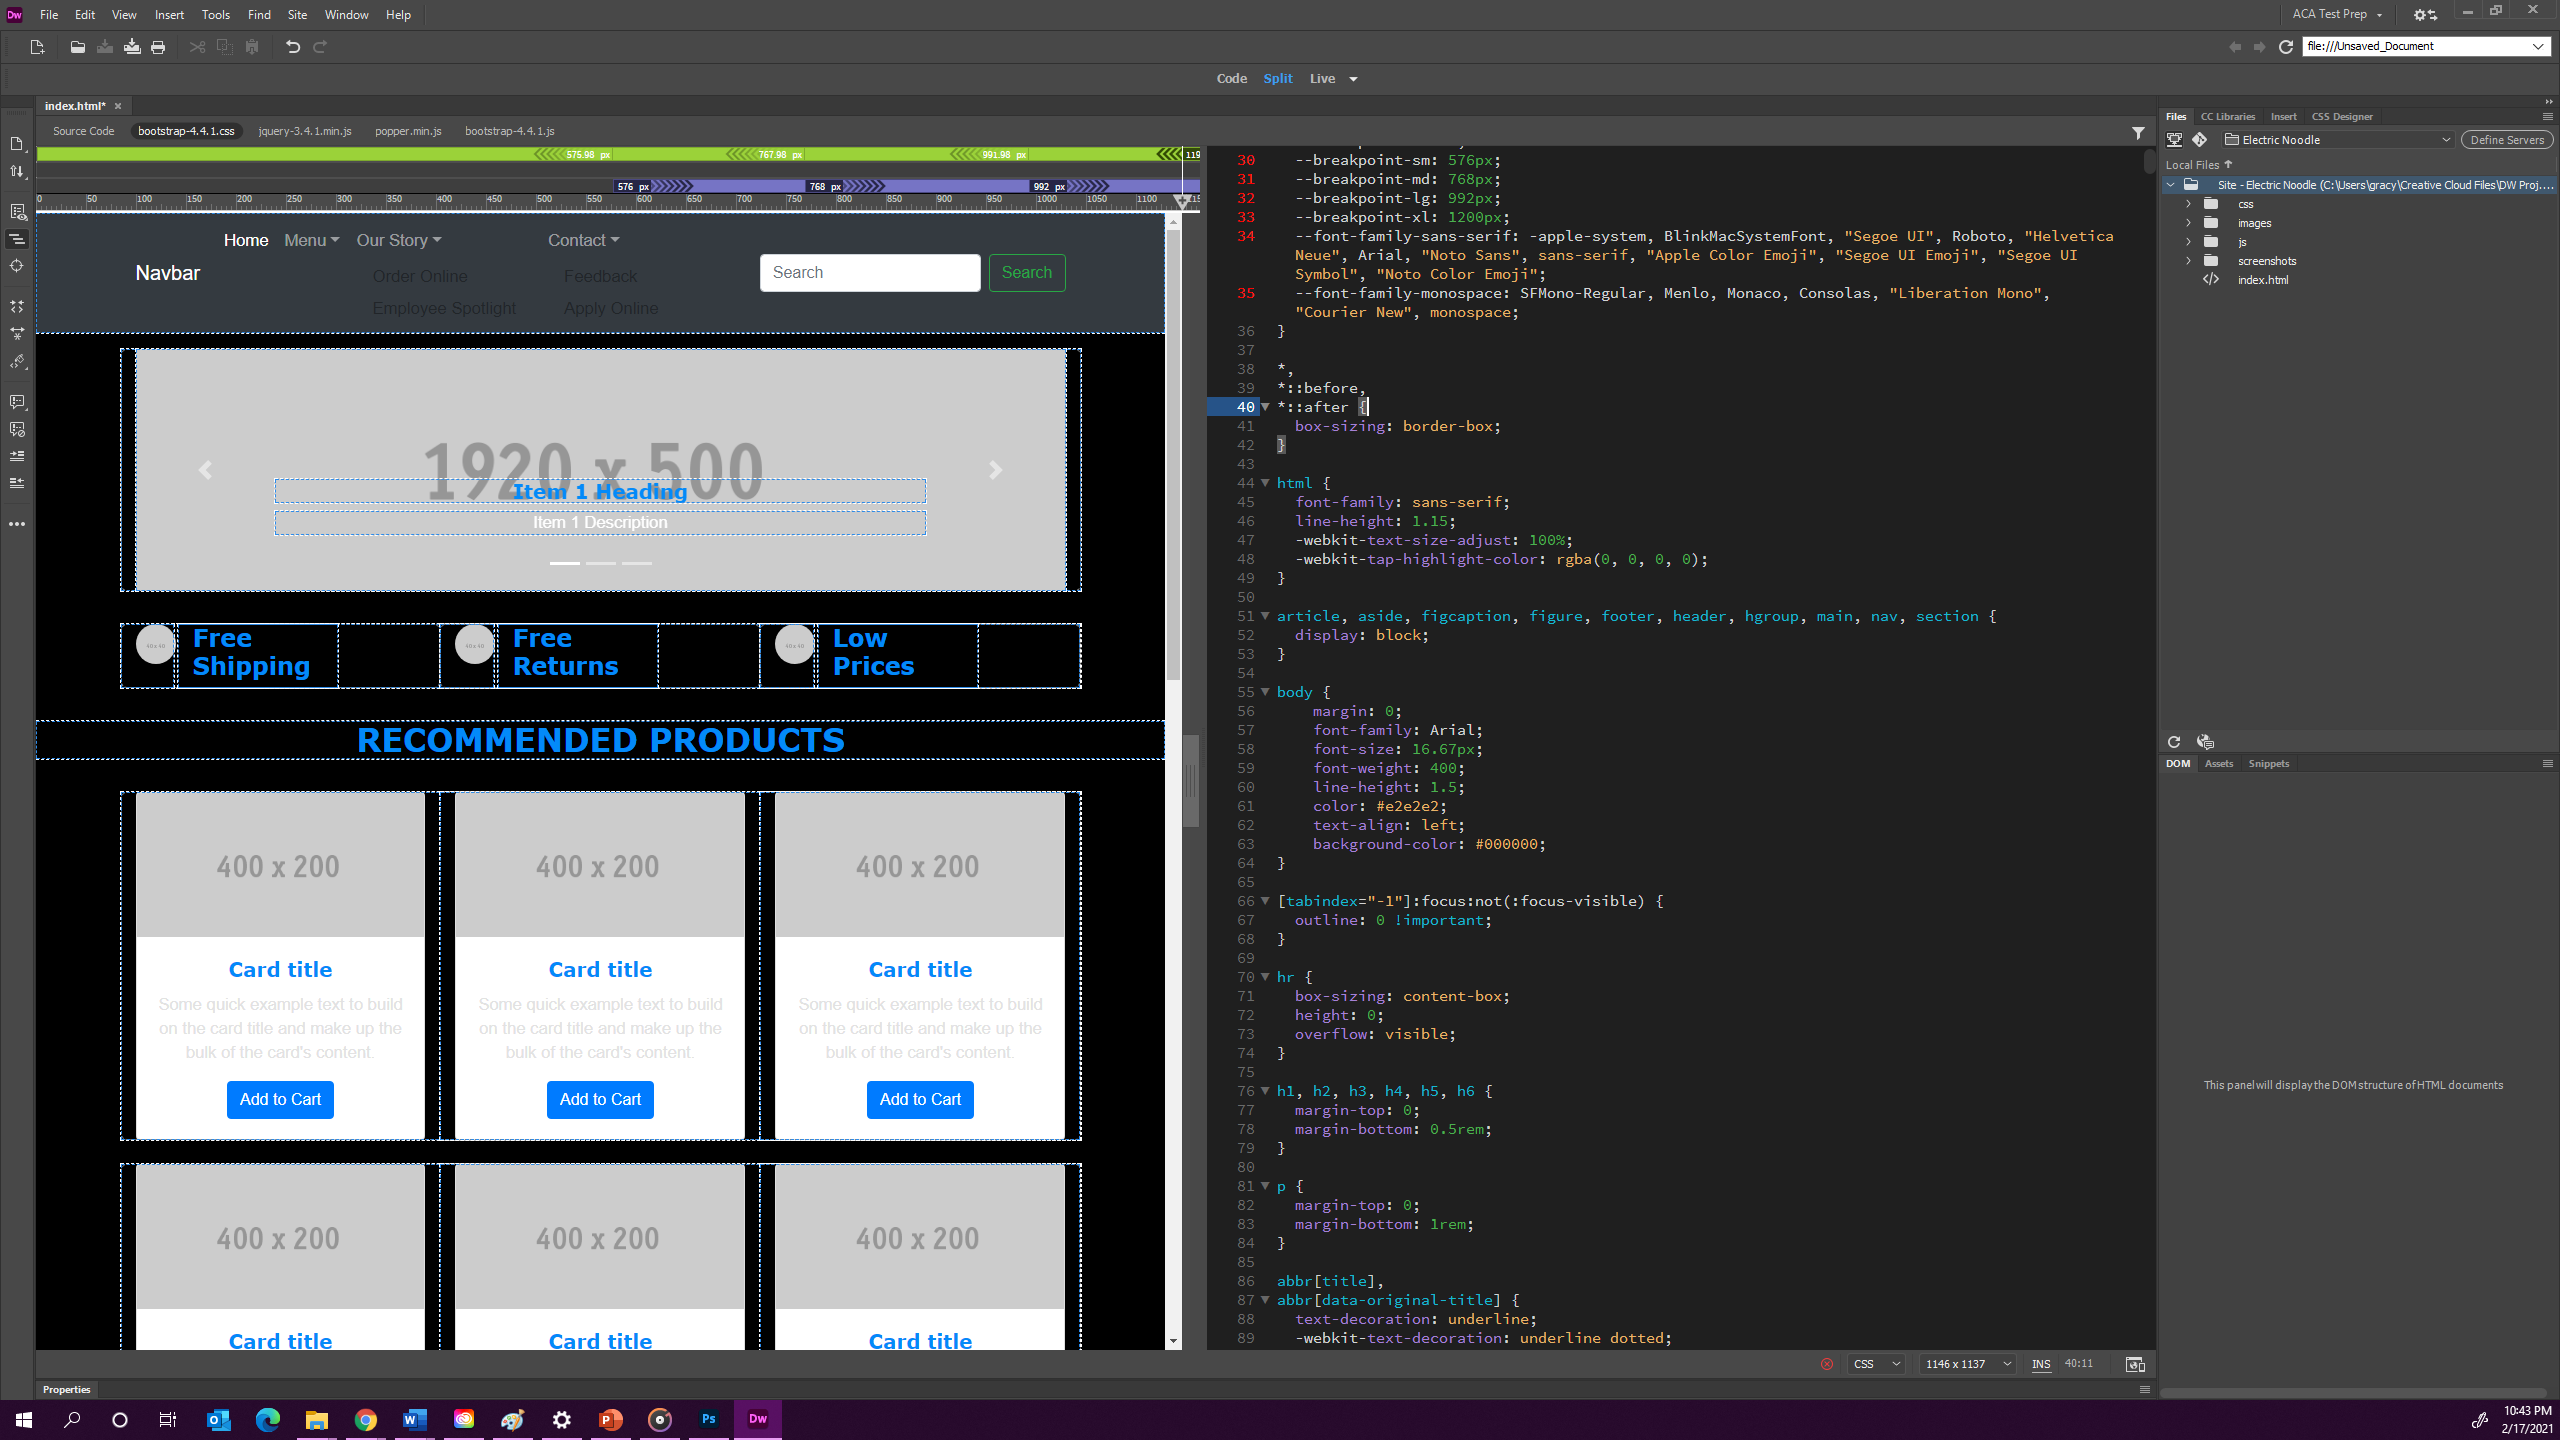 Dw File Edit View Insert Tools Find Site Window Help
ACA Test Prep
file:///Unsaved_Document
Code Split Live
index.html*
Source Code bootstrap-4.4.1.css jquery-3.4.1.min.js popper.min.js bootstrap-4.4.1.js
575.98 px 767.98 px 991.98 px 119
576 px 768 px 992 px
0 50 100 150 200 250 300 350 400 450 500 550 600 650 700 750 800 850 900 950 1000 1050 1100 115
Home Menu Our Story Contact
Navbar
Order Online Feedback
Employee Spotlight Apply Online
Search Search
1920 x 500
Item 1 Heading
Item 1 Description
40 x 40 Free Shipping
40 x 40 Free Returns
40 x 40 Low Prices
RECOMMENDED PRODUCTS
400 x 200 400 x 200 400 x 200
Card title Card title Card title
Some quick example text to build Some quick example text to build Some quick example text to build
on the card title and make up the on the card title and make up the on the card title and make up the
bulk of the card's content. bulk of the card's content. bulk of the card's content.
Add to Cart Add to Cart Add to Cart
400 x 200 400 x 200 400 x 200
Card title Card title Card title
30 --breakpoint-sm: 576px;
31 --breakpoint-md: 768px;
32 --breakpoint-lg: 992px;
33 --breakpoint-xl: 1200px;
34 --font-family-sans-serif: -apple-system, BlinkMacSystemFont, "Segoe UI", Roboto, "Helvetica
Neue", Arial, "Noto Sans", sans-serif, "Apple Color Emoji", "Segoe UI Emoji", "Segoe UI
Symbol", "Noto Color Emoji";
35 --font-family-monospace: SFMono-Regular, Menlo, Monaco, Consolas, "Liberation Mono",
"Courier New", monospace;
36 }
37
38 *,
39 *::before,
40 *::after {
41 box-sizing: border-box;
42 }
43
44 html {
45 font-family: sans-serif;
46 line-height: 1.15;
47 -webkit-text-size-adjust: 100%;
48 -webkit-tap-highlight-color: rgba(0, 0, 0, 0);
49 }
50
51 article, aside, figcaption, figure, footer, header, hgroup, main, nav, section {
52 display: block;
53 }
54
55 body {
56 margin: 0;
57 font-family: Arial;
58 font-size: 16.67px;
59 font-weight: 400;
60 line-height: 1.5;
61 color: #e2e2e2;
62 text-align: left;
63 background-color: #000000;
64 }
65
66 [tabindex="-1"]:focus:not(:focus-visible) {
67 outline: 0 !important;
68 }
69
70 hr {
71 box-sizing: content-box;
72 height: 0;
73 overflow: visible;
74 }
75
76 h1, h2, h3, h4, h5, h6 {
77 margin-top: 0;
78 margin-bottom: 0.5rem;
79 }
80
81 p {
82 margin-top: 0;
83 margin-bottom: 1rem;
84 }
85
86 abbr[title],
87 abbr[data-original-title] {
88 text-decoration: underline;
89 -webkit-text-decoration: underline dotted;
CSS 1146 x 1137 INS 40:11
Files CC Libraries Insert CSS Designer
Electric Noodle Define Servers
Local Files
Site - Electric Noodle (C:\Users\gracy\Creative Cloud Files\DW Proj....
css
images
js
screenshots
index.html
DOM Assets Snippets
This panel will display the DOM structure of HTML documents
Properties
Ps Dw
10:43 PM
2/17/2021